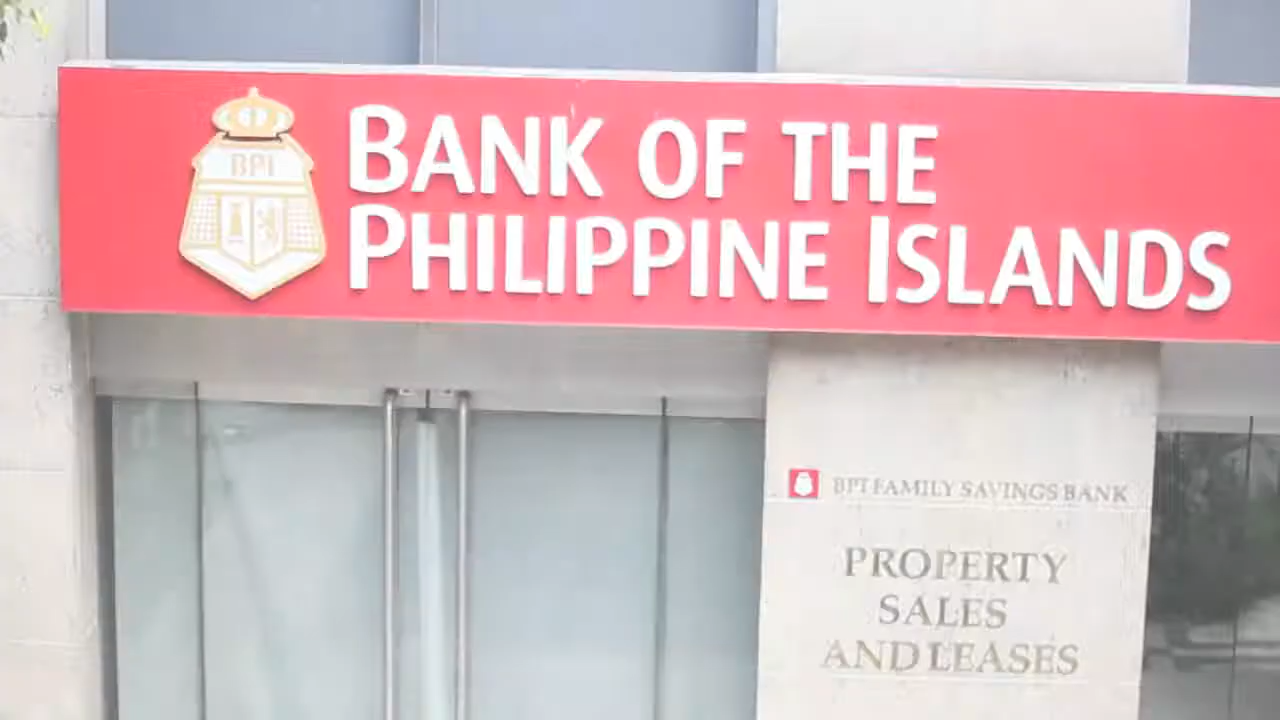 BPI
BANK OF THE
PHILIPPINE ISLANDS
BPI FAMILY SAVINGS BANK
PROPERTY
SALES
AND LEASES